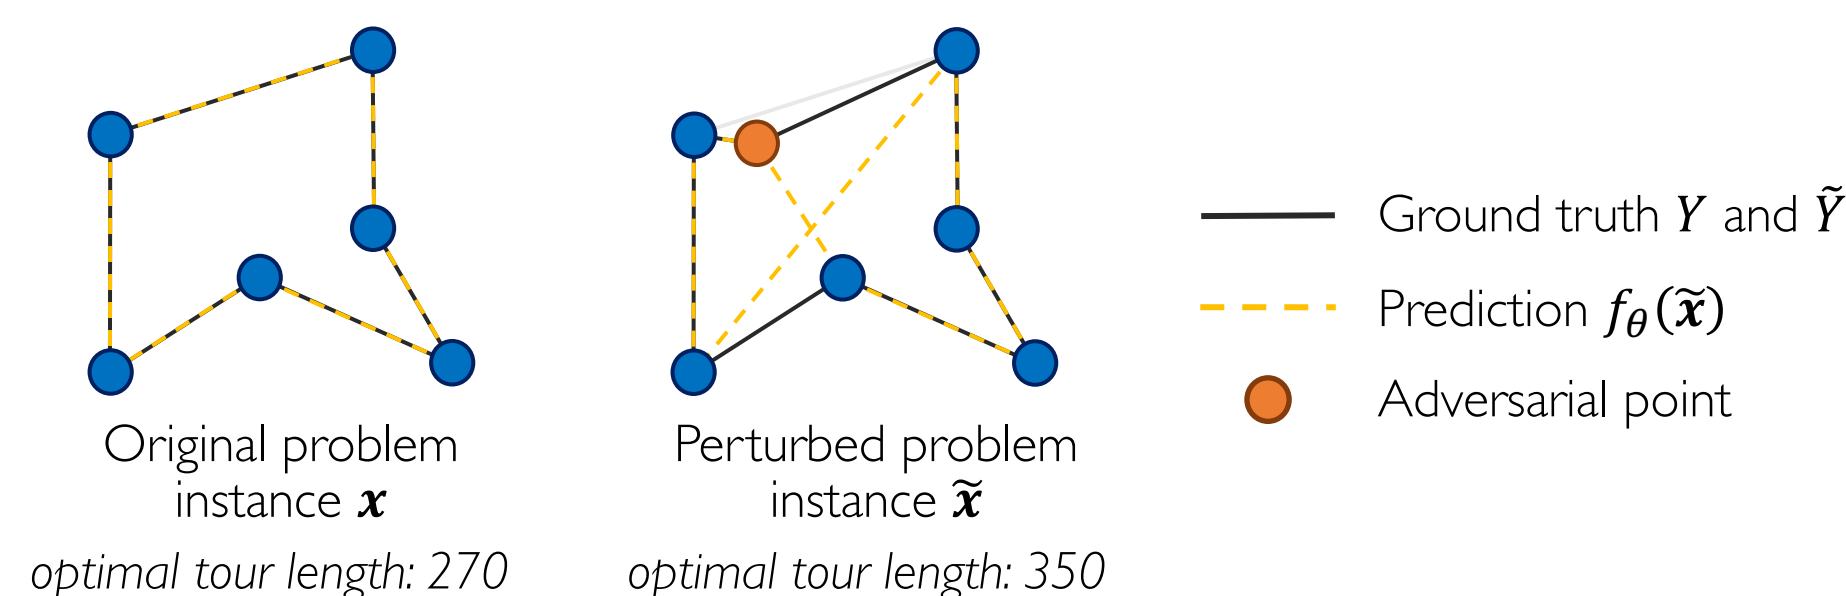 Original problem
instance x
optimal tour length: 270
Perturbed problem
instance x̃
optimal tour length: 350
Ground truth Y and Ỹ
Prediction f_θ(x̃)
Adversarial point